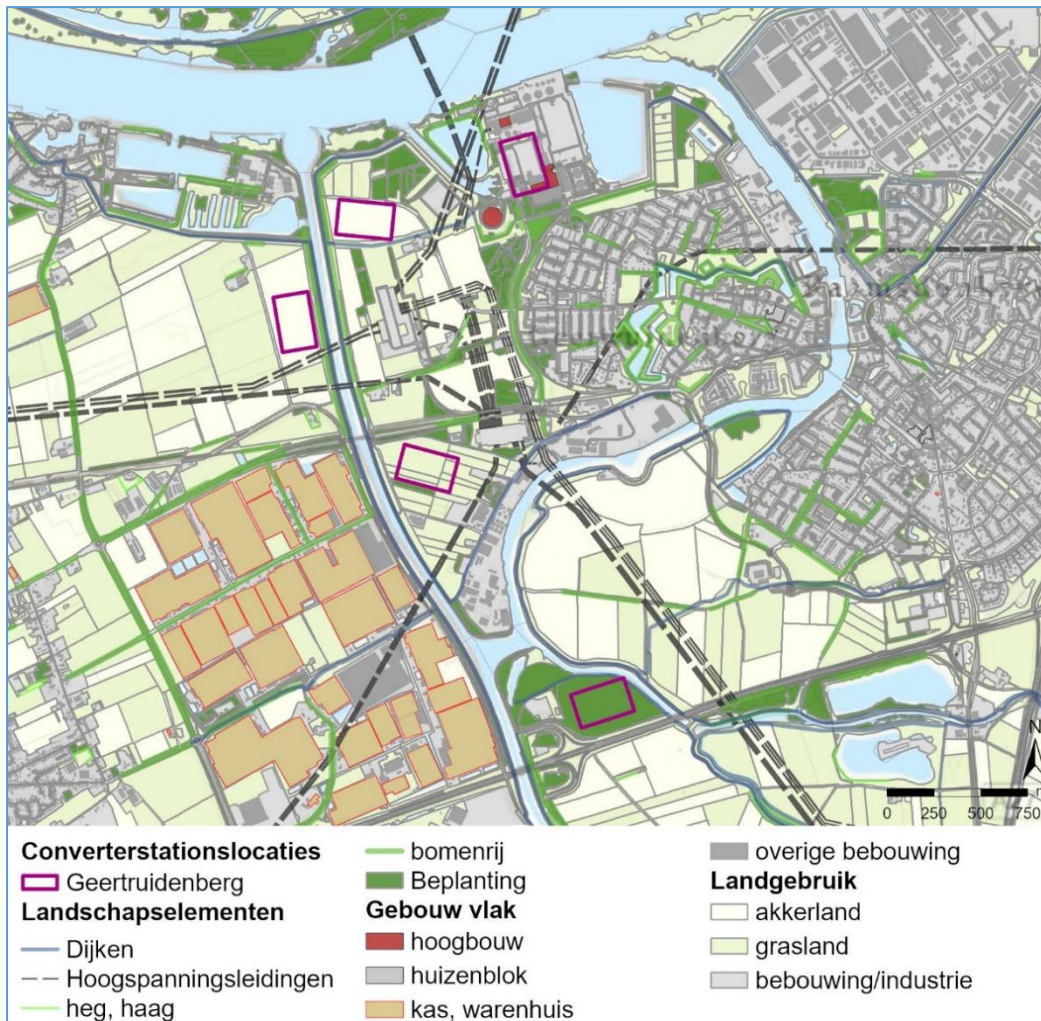 N
0 250 500 750
m
Converterstationslocaties
Geertruidenberg
Landschapselementen
Dijken
Hoogspanningsleidingen
heg, haag
bomenrij
Beplanting
Gebouw vlak
hoogbouw
huizenblok
kas, warenhuis
overige bebouwing
Landgebruik
akkerland
grasland
bebouwing/industrie